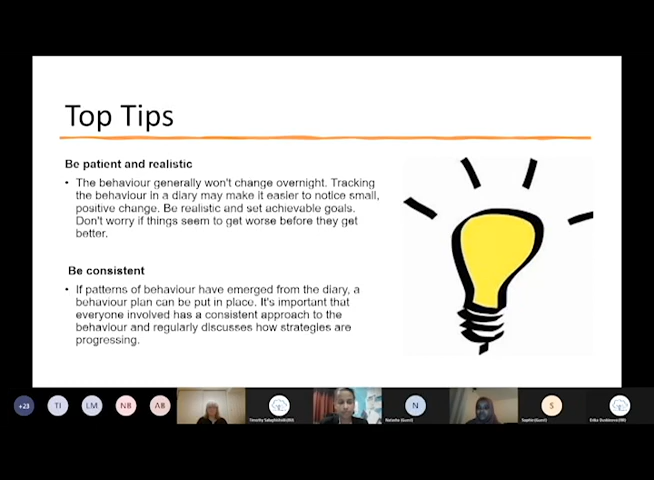 Top Tips
Be patient and realistic
• The behaviour generally won't change overnight. Tracking
the behaviour in a diary may make it easier to notice small,
positive change. Be realistic and set achievable goals.
Don't worry if things seem to get worse before they get
better.
Be consistent
• If patterns of behaviour have emerged from the diary, a
behaviour plan can be put in place. It's important that
everyone involved has a consistent approach to the
behaviour and regularly discusses how strategies are
progressing.
+23
TI
LM
NB
AB
N
S
Natasha (Guest)
Sophie (Guest)